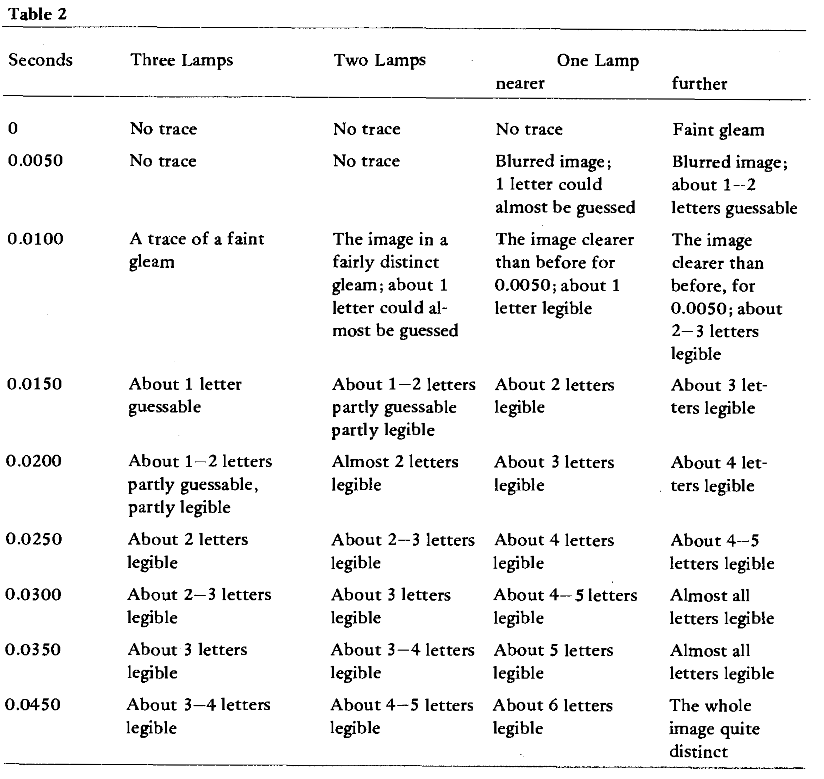 Table 2
Seconds Three Lamps Two Lamps One Lamp
nearer further
0 No trace No trace No trace Faint gleam
0.0050 No trace No trace Blurred image; Blurred image;
1 letter could about 1–2
almost be guessed letters guessable
0.0100 A trace of a faint The image in a The image clearer The image
gleam fairly distinct than before for clearer than
gleam; about 1 0.0050; about 1 before, for
letter could al- letter legible 0.0050; about
most be guessed 2–3 letters
legible
0.0150 About 1 letter About 1–2 letters About 2 letters About 3 let-
guessable partly guessable legible ters legible
partly legible
0.0200 About 1–2 letters Almost 2 letters About 3 letters About 4 let-
partly guessable, legible legible ters legible
partly legible
0.0250 About 2 letters About 2–3 letters About 4 letters About 4–5
legible legible legible letters legible
0.0300 About 2–3 letters About 3 letters About 4–5 letters Almost all
legible legible legible letters legible
0.0350 About 3 letters About 3–4 letters About 5 letters Almost all
legible legible legible letters legible
0.0450 About 3–4 letters About 4–5 letters About 6 letters The whole
legible legible legible image quite
distinct